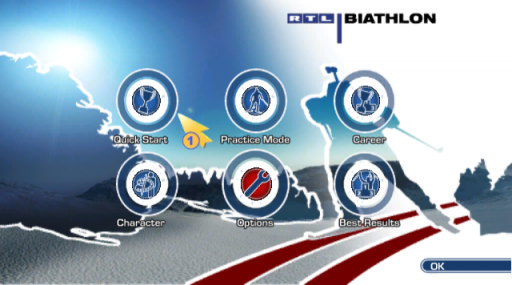 RTL BIATHLON
Quick Start
1
Practice Mode
Career
Character
Options
Best Results
OK